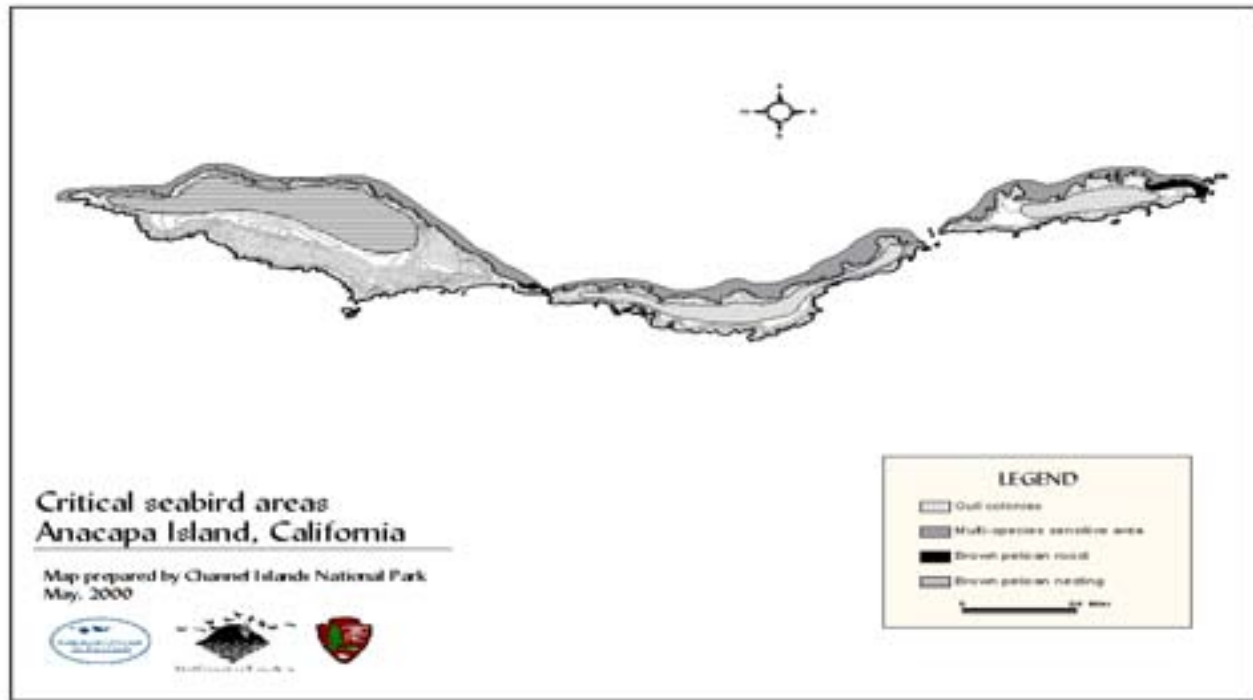 Critical seabird areas
Anacapa Island, California
Map prepared by Channel Islands National Park
May, 2000
LEGEND
Gull colonies
Multi-species sensitive area
Brown pelican roost
Brown pelican nesting